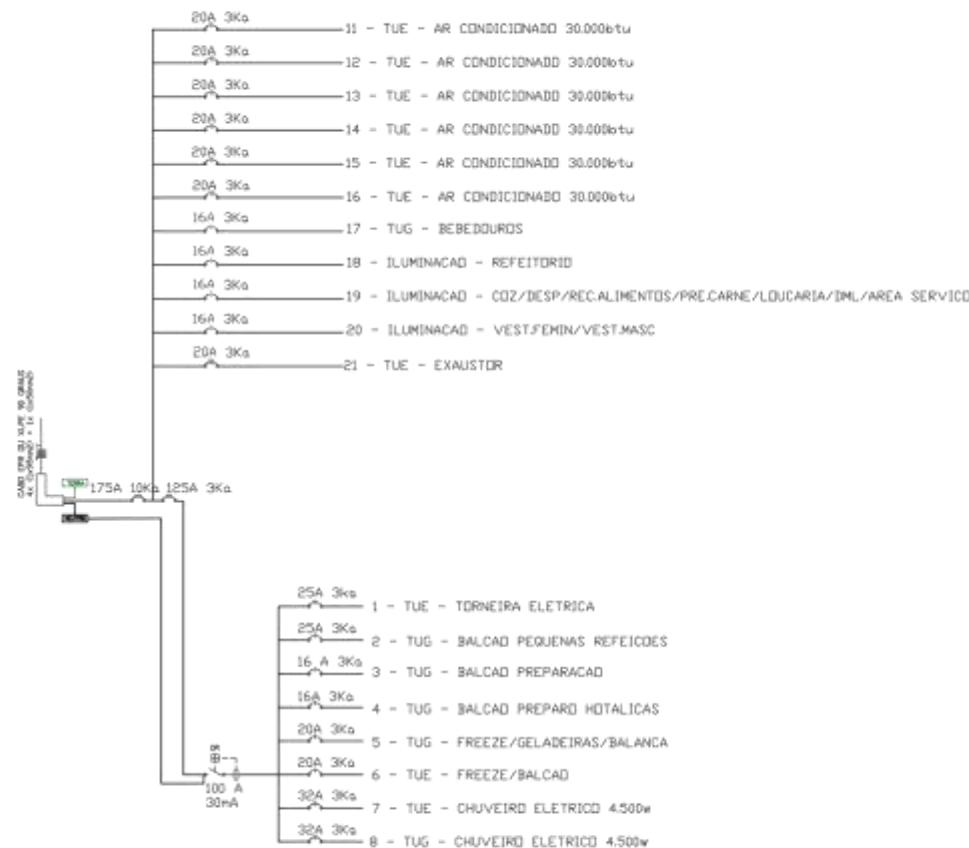 20A 3Ka
11 - TUE - AR CONDICIONADO 30.000btu
20A 3Ka
12 - TUE - AR CONDICIONADO 30.000btu
20A 3Ka
13 - TUE - AR CONDICIONADO 30.000btu
20A 3Ka
14 - TUE - AR CONDICIONADO 30.000btu
20A 3Ka
15 - TUE - AR CONDICIONADO 30.000btu
20A 3Ka
16 - TUE - AR CONDICIONADO 30.000btu
16A 3Ka
17 - TUG - BEBEDOUROS
16A 3Ka
18 - ILUMINACAO - REFEITORIO
16A 3Ka
19 - ILUMINACAO - COZ/DESP/REC.ALIMENTOS/PRE.CARNE/LOUCARIA/DML/AREA SERVICO
16A 3Ka
20 - ILUMINACAO - VEST.FEMIN/VEST.MASC
20A 3Ka
21 - TUE - EXAUSTOR
CABO EPR OU XLPE 90 GRAUS
175A 10Ka 125A 3Ka
25A 3ka
1 - TUE - TORNEIRA ELETRICA
25A 3Ka
2 - TUG - BALCAO PEQUENAS REFEICOES
16 A 3Ka
3 - TUG - BALCAO PREPARACAO
16A 3Ka
4 - TUG - BALCAO PREPARO HOTALICAS
20A 3Ka
5 - TUG - FREEZE/GELADEIRAS/BALANCA
20A 3Ka
6 - TUE - FREEZE/BALCAO
100 A
30mA
32A 3Ka
7 - TUE - CHUVEIRO ELETRICO 4.500w
32A 3Ka
8 - TUG - CHUVEIRO ELETRICO 4.500w